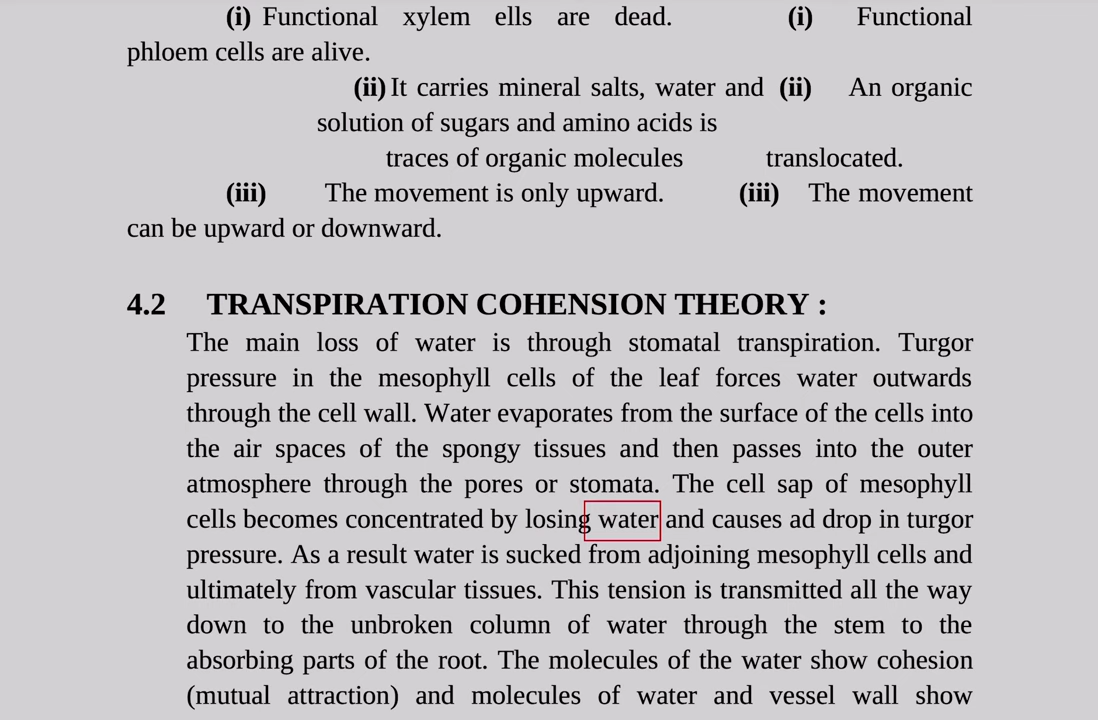 (i) Functional xylem ells are dead. (i) Functional
phloem cells are alive.
(ii) It carries mineral salts, water and (ii) An organic
solution of sugars and amino acids is
traces of organic molecules translocated.
(iii) The movement is only upward. (iii) The movement
can be upward or downward.
4.2 TRANSPIRATION COHENSION THEORY :
The main loss of water is through stomatal transpiration. Turgor
pressure in the mesophyll cells of the leaf forces water outwards
through the cell wall. Water evaporates from the surface of the cells into
the air spaces of the spongy tissues and then passes into the outer
atmosphere through the pores or stomata. The cell sap of mesophyll
cells becomes concentrated by losing water and causes ad drop in turgor
pressure. As a result water is sucked from adjoining mesophyll cells and
ultimately from vascular tissues. This tension is transmitted all the way
down to the unbroken column of water through the stem to the
absorbing parts of the root. The molecules of the water show cohesion
(mutual attraction) and molecules of water and vessel wall show